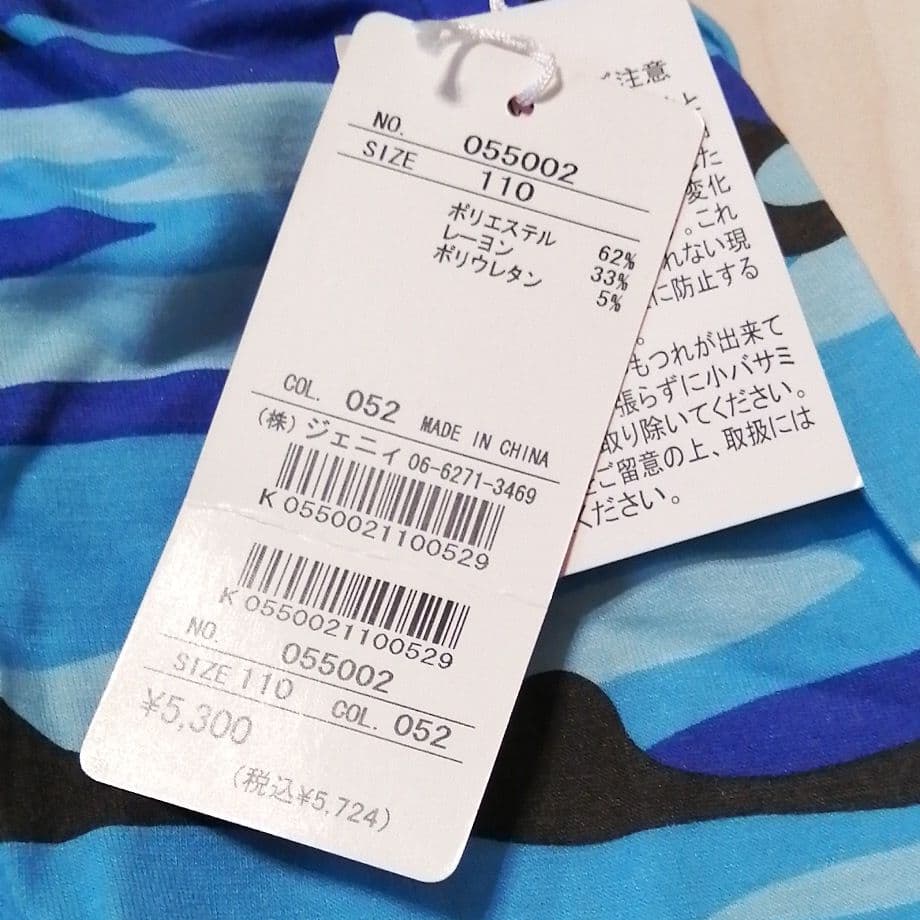 NO. 055002
SIZE 110
ポリエステル 62%
レーヨン 33%
ポリウレタン 5%
COL. 052 MADE IN CHINA
(株)ジェニィ 06-6271-3469
K 0550021100529
K 0550021100529
NO. 055002
SIZE 110 COL. 052
¥5,300
(税込¥5,724)
ご注意
た
変化
。これ
れない現
に防止する
。
もつれが出来て
張らずに小バサミ
取り除いてください。
ご留意の上、取扱には
ください。